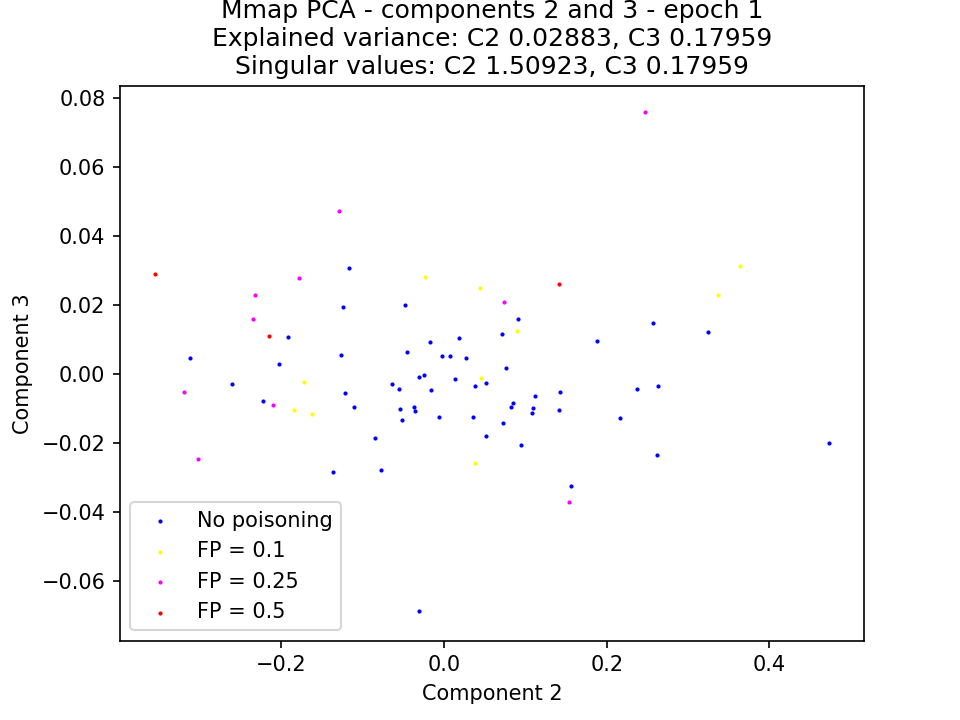 Mmap PCA - components 2 and 3 - epoch 1
Explained variance: C2 0.02883, C3 0.17959
Singular values: C2 1.50923, C3 0.17959
0.08
0.06
0.04
0.02
0.00
−0.02
−0.04
−0.06
Component 3
No poisoning
FP = 0.1
FP = 0.25
FP = 0.5
−0.2
0.0
0.2
0.4
Component 2